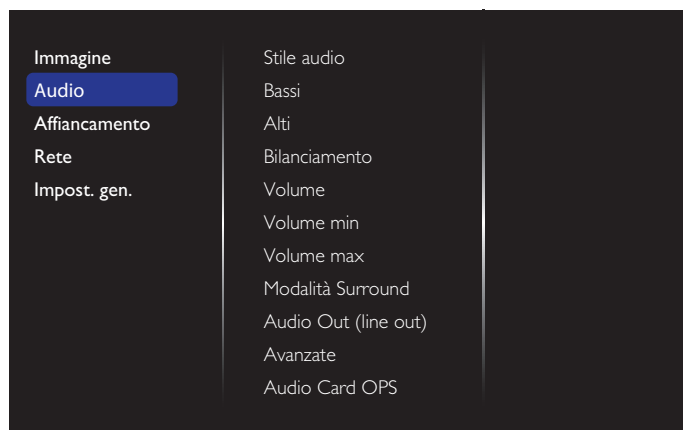 Immagine
Audio
Affiancamento
Rete
Impost. gen.
Stile audio
Bassi
Alti
Bilanciamento
Volume
Volume min
Volume max
Modalità Surround
Audio Out (line out)
Avanzate
Audio Card OPS